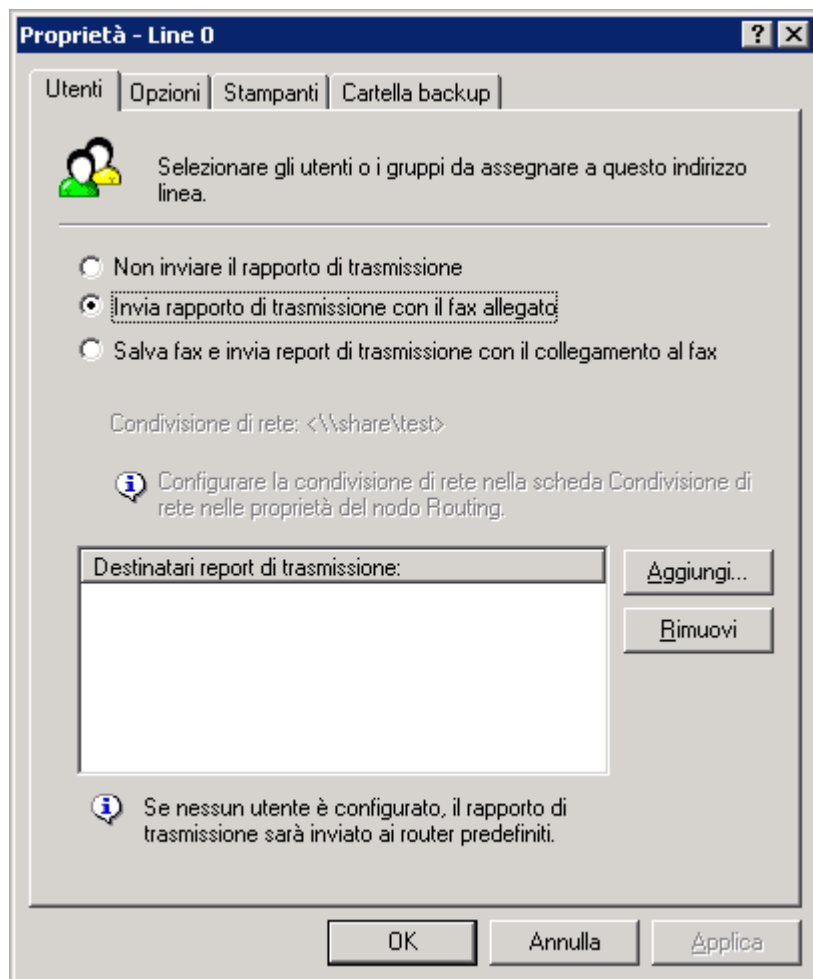 Proprietà - Line 0
Utenti
Opzioni
Stampanti
Cartella backup
Selezionare gli utenti o i gruppi da assegnare a questo indirizzo
linea.
Non inviare il rapporto di trasmissione
Invia rapporto di trasmissione con il fax allegato
Salva fax e invia report di trasmissione con il collegamento al fax
Condivisione di rete: <\\share\test>
Configurare la condivisione di rete nella scheda Condivisione di
rete nelle proprietà del nodo Routing.
Destinatari report di trasmissione:
Aggiungi...
Rimuovi
Se nessun utente è configurato, il rapporto di
trasmissione sarà inviato ai router predefiniti.
OK
Annulla
Applica